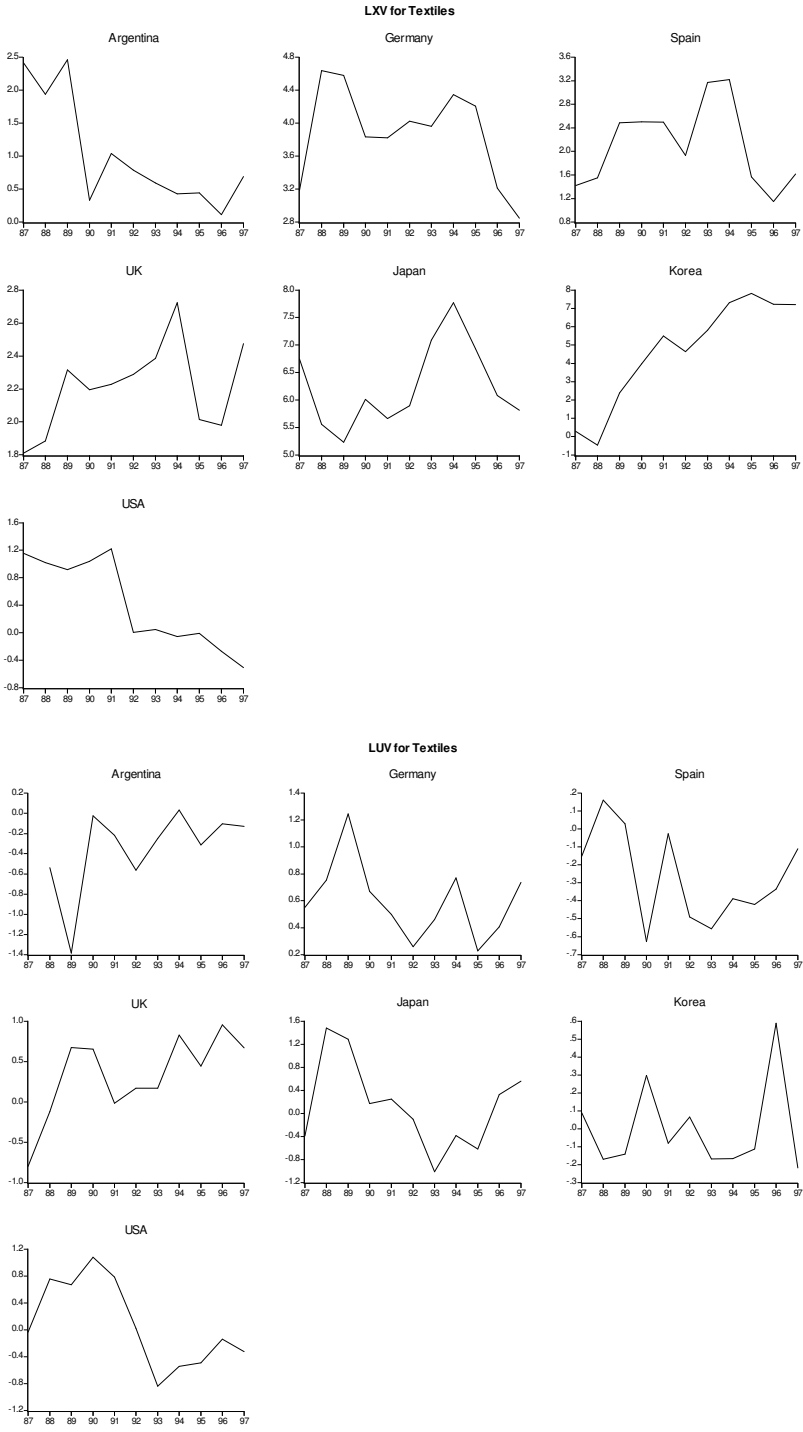 LXV for Textiles
Argentina Germany Spain
2.5 4.8 3.6
2.0 4.4 3.2
1.5 4.0 2.8
1.0 3.6 2.4
0.5 3.2 2.0
0.0 2.8 1.6
1.2
0.8
87 88 89 90 91 92 93 94 95 96 97 87 88 89 90 91 92 93 94 95 96 97 87 88 89 90 91 92 93 94 95 96 97
UK Japan Korea
2.8 8.0 8
2.6 7.5 7
2.4 7.0 6
2.2 6.5 5
2.0 6.0 4
1.8 5.5 3
5.0 2
1
0
-1
87 88 89 90 91 92 93 94 95 96 97 87 88 89 90 91 92 93 94 95 96 97 87 88 89 90 91 92 93 94 95 96 97
USA
1.6
1.2
0.8
0.4
0.0
-0.4
-0.8
87 88 89 90 91 92 93 94 95 96 97
LUV for Textiles
Argentina Germany Spain
0.2 1.4 .2
0.0 1.2 .1
-0.2 1.0 .0
-0.4 0.8 -.1
-0.6 0.6 -.2
-0.8 0.4 -.3
-1.0 0.2 -.4
-1.2 -.5
-1.4 -.6
-.7
87 88 89 90 91 92 93 94 95 96 97 87 88 89 90 91 92 93 94 95 96 97 87 88 89 90 91 92 93 94 95 96 97
UK Japan Korea
1.0 1.6 .6
0.5 1.2 .5
0.0 0.8 .4
-0.5 0.4 .3
-1.0 0.0 .2
-0.4 .1
-0.8 .0
-1.2 -.1
-.2
-.3
87 88 89 90 91 92 93 94 95 96 97 87 88 89 90 91 92 93 94 95 96 97 87 88 89 90 91 92 93 94 95 96 97
USA
1.2
0.8
0.4
0.0
-0.4
-0.8
-1.2
87 88 89 90 91 92 93 94 95 96 97